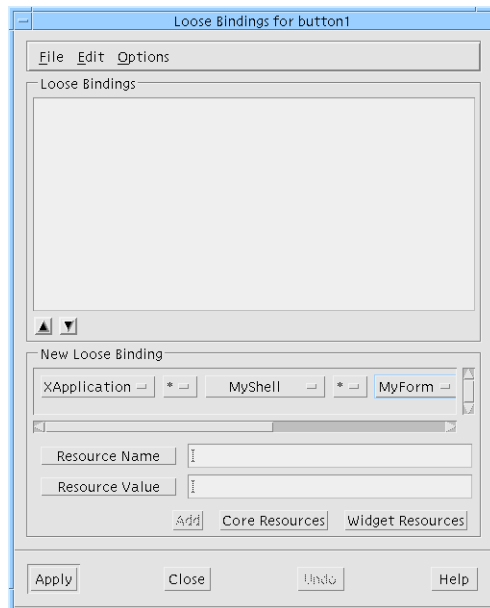 Loose Bindings for button1
File Edit Options
Loose Bindings
New Loose Binding
XApplication * MyShell * MyForm
Resource Name
Resource Value
Add Core Resources Widget Resources
Apply Close Undo Help